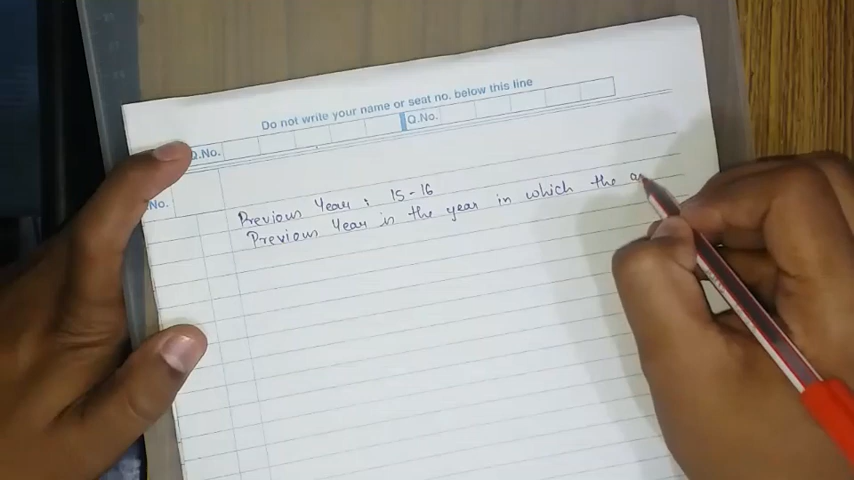 Do not write your name or seat no. below this line
Q.No.
Q.No.
No.
Previous Year : 15-16
Previous Year is the year in which the a